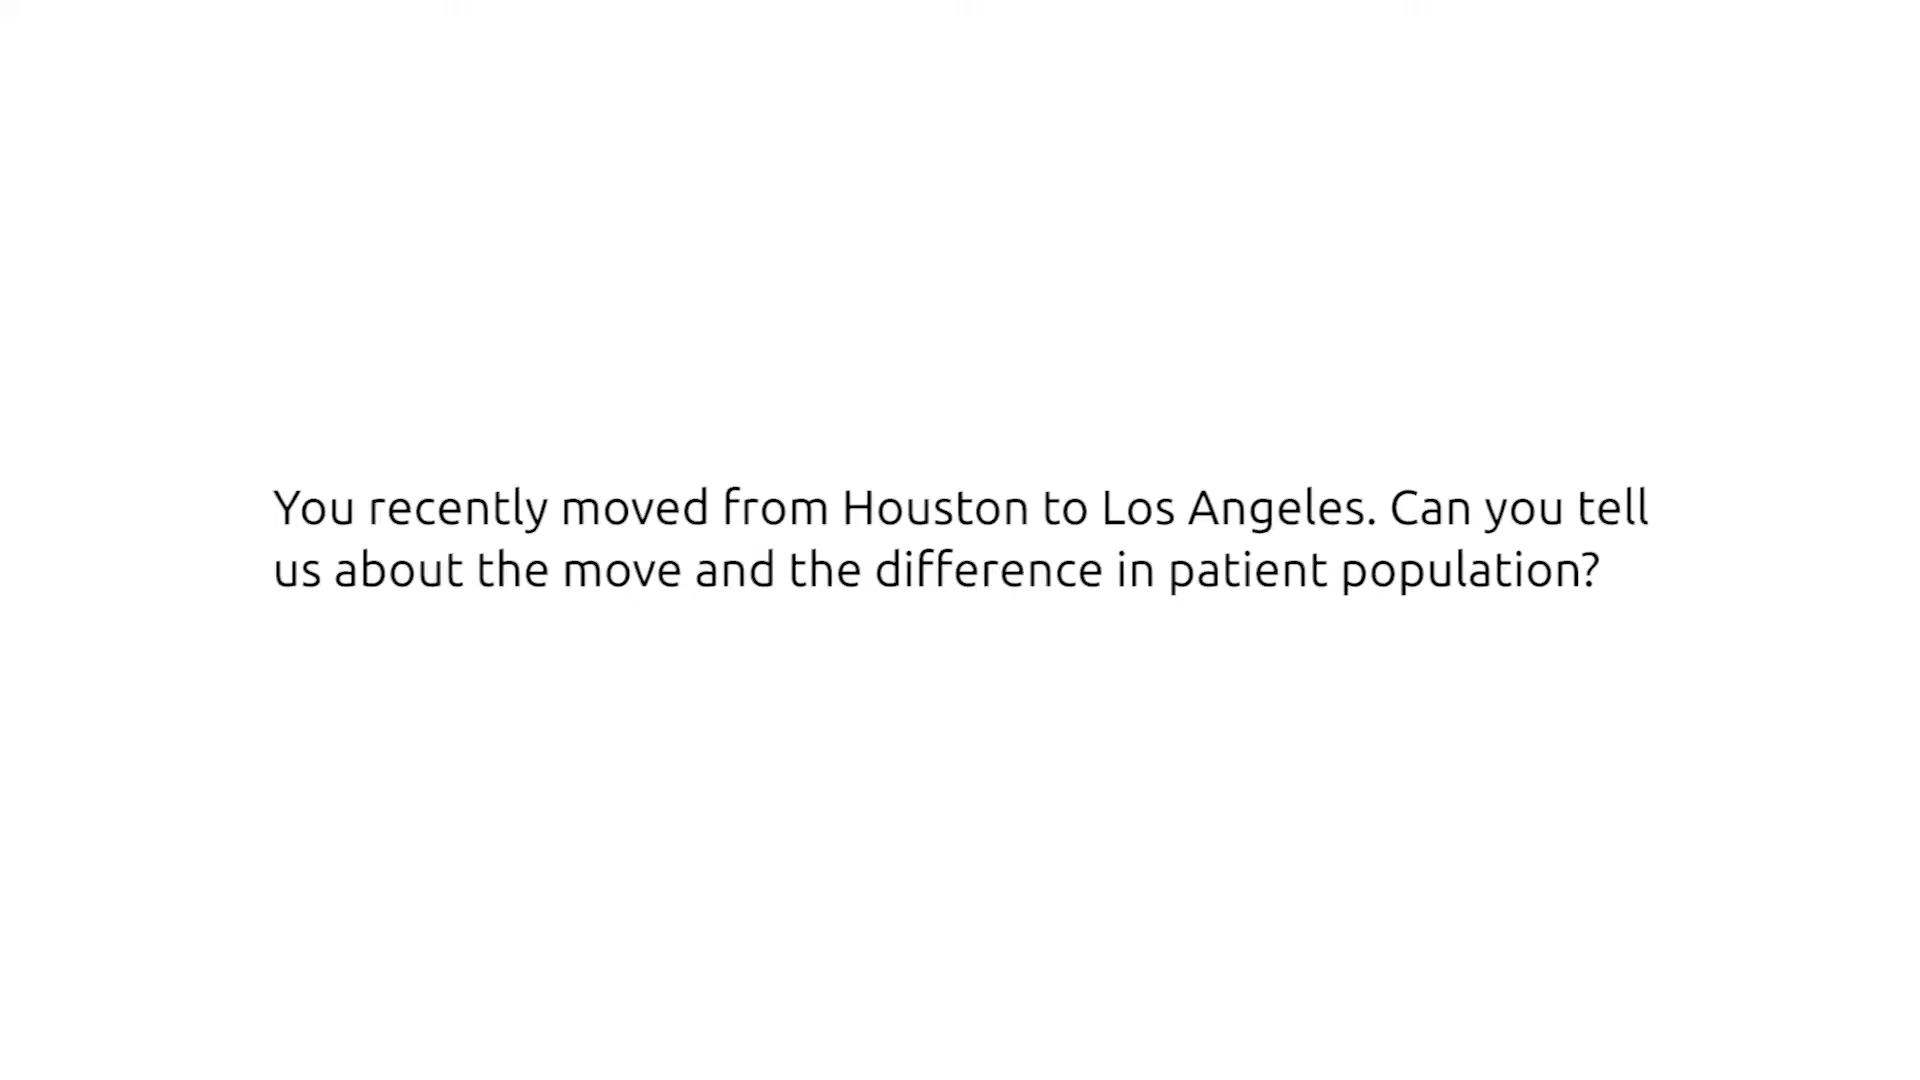 You recently moved from Houston to Los Angeles. Can you tell
us about the move and the difference in patient population?